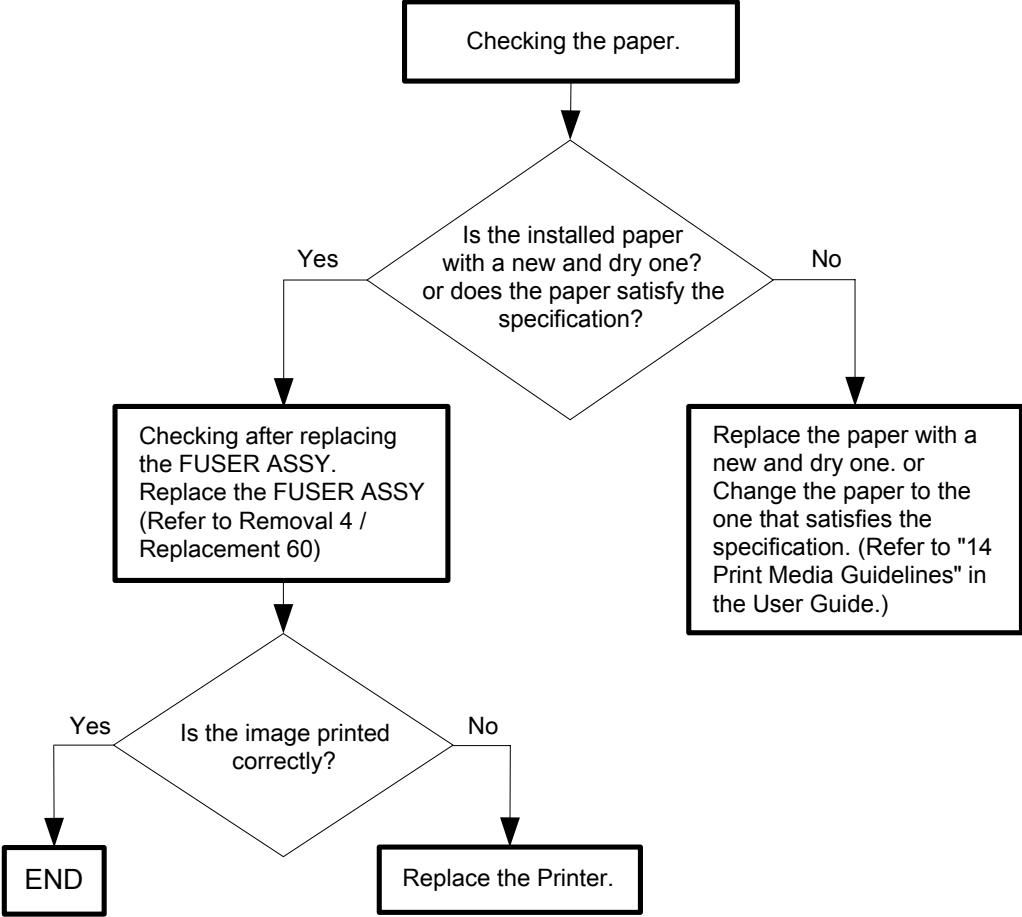 Checking the paper.
Is the installed paper
with a new and dry one?
or does the paper satisfy the
specification?
Yes
No
Checking after replacing
the FUSER ASSY.
Replace the FUSER ASSY
(Refer to Removal 4 /
Replacement 60)
Replace the paper with a
new and dry one. or
Change the paper to the
one that satisfies the
specification. (Refer to "14
Print Media Guidelines" in
the User Guide.)
Is the image printed
correctly?
Yes
No
END
Replace the Printer.